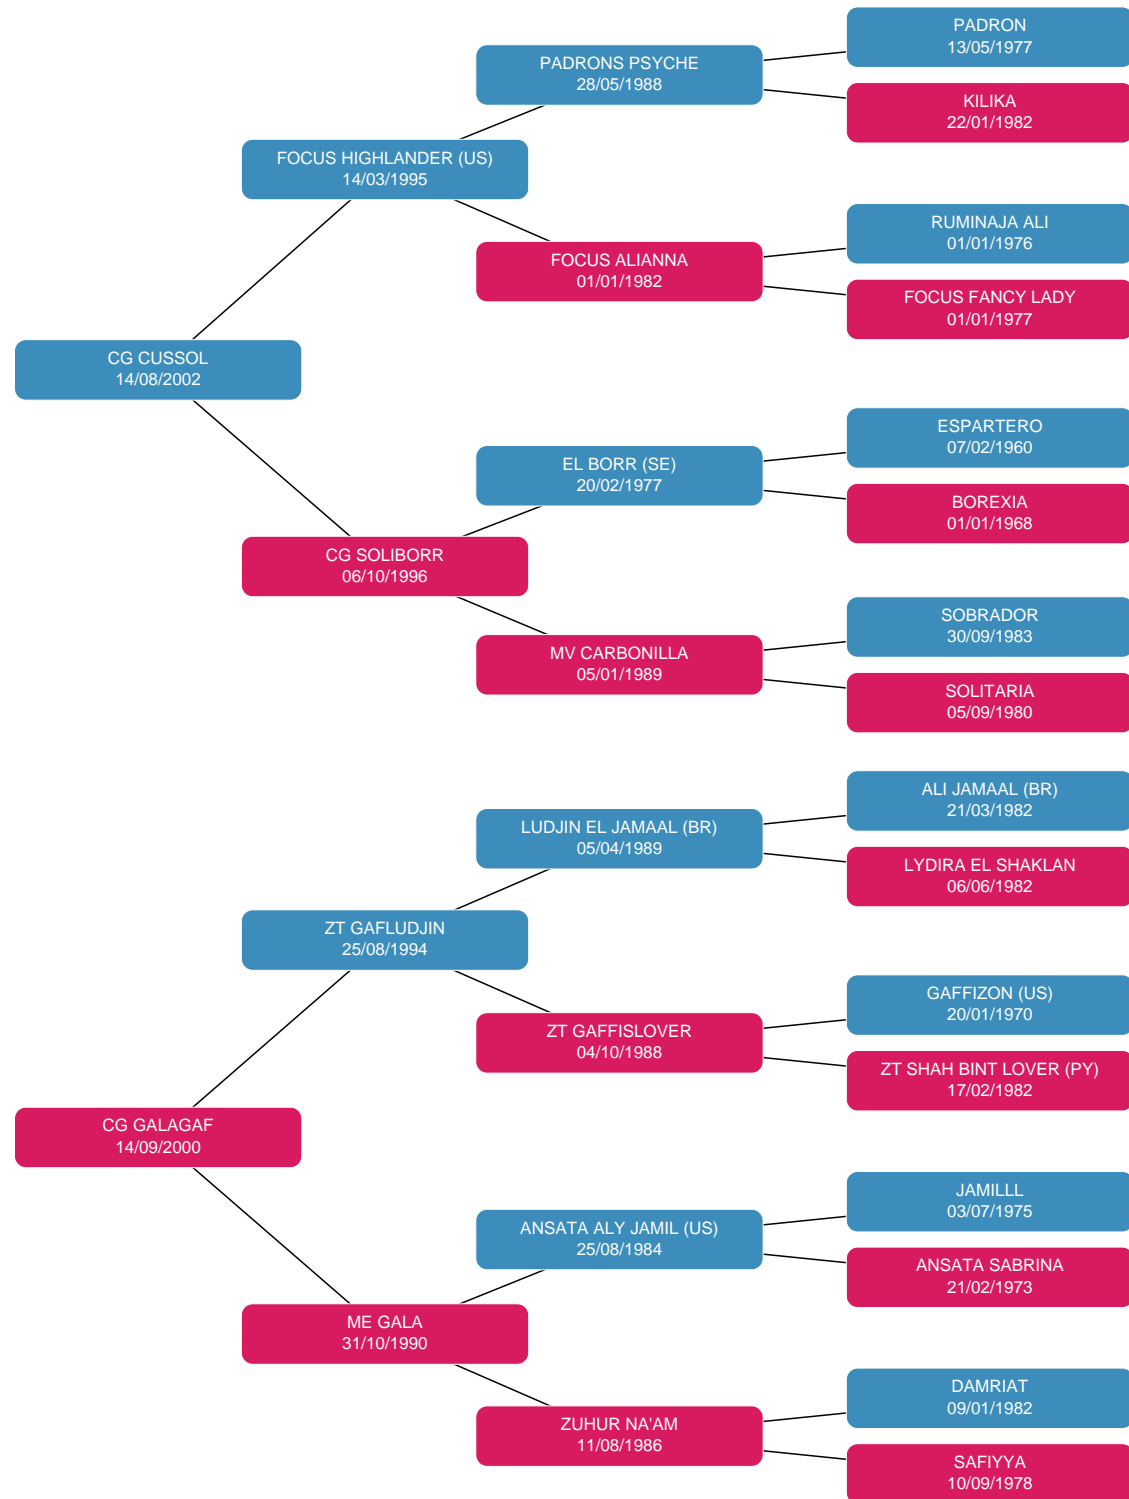 PADRON
13/05/1977
PADRONS PSYCHE
28/05/1988
KILIKA
22/01/1982
FOCUS HIGHLANDER (US)
14/03/1995
RUMINAJA ALI
01/01/1976
FOCUS ALIANNA
01/01/1982
FOCUS FANCY LADY
01/01/1977
CG CUSSOL
14/08/2002
ESPARTERO
07/02/1960
EL BORR (SE)
20/02/1977
BOREXIA
01/01/1968
CG SOLIBORR
06/10/1996
SOBRADOR
30/09/1983
MV CARBONILLA
05/01/1989
SOLITARIA
05/09/1980
ALI JAMAAL (BR)
21/03/1982
LUDJIN EL JAMAAL (BR)
05/04/1989
LYDIRA EL SHAKLAN
06/06/1982
ZT GAFLUDJIN
25/08/1994
GAFFIZON (US)
20/01/1970
ZT GAFFISLOVER
04/10/1988
ZT SHAH BINT LOVER (PY)
17/02/1982
CG GALAGAF
14/09/2000
JAMILLL
03/07/1975
ANSATA ALY JAMIL (US)
25/08/1984
ANSATA SABRINA
21/02/1973
ME GALA
31/10/1990
DAMRIAT
09/01/1982
ZUHUR NA'AM
11/08/1986
SAFIYYA
10/09/1978